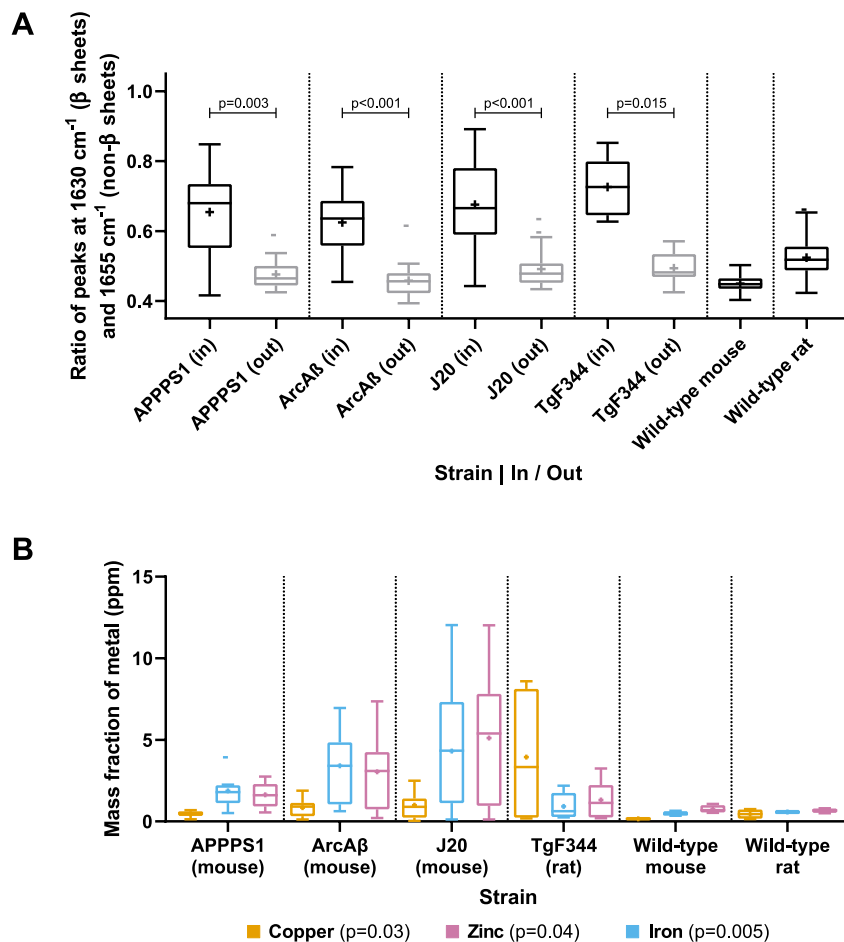 A
Ratio of peaks at 1630 cm⁻¹ (β sheets)
and 1655 cm⁻¹ (non-β sheets)
1.0
0.8
0.6
0.4
p=0.003
p<0.001
p<0.001
p=0.015
APPPS1 (in)
APPPS1 (out)
ArcAß (in)
ArcAß (out)
J20 (in)
J20 (out)
TgF344 (in)
TgF344 (out)
Wild-type mouse
Wild-type rat
Strain | In / Out
B
Mass fraction of metal (ppm)
15
10
5
0
APPPS1
(mouse)
ArcAβ
(mouse)
J20
(mouse)
TgF344
(rat)
Wild-type
mouse
Wild-type
rat
Strain
Copper (p=0.03)
Zinc (p=0.04)
Iron (p=0.005)